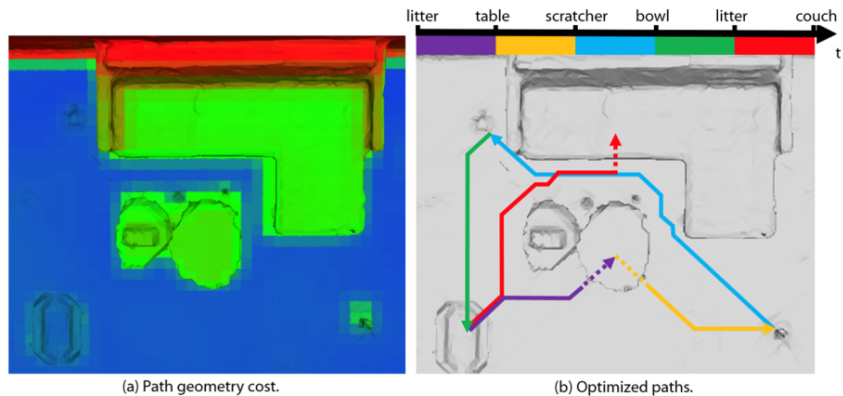 litter table scratcher bowl litter couch
t
(a) Path geometry cost.
(b) Optimized paths.